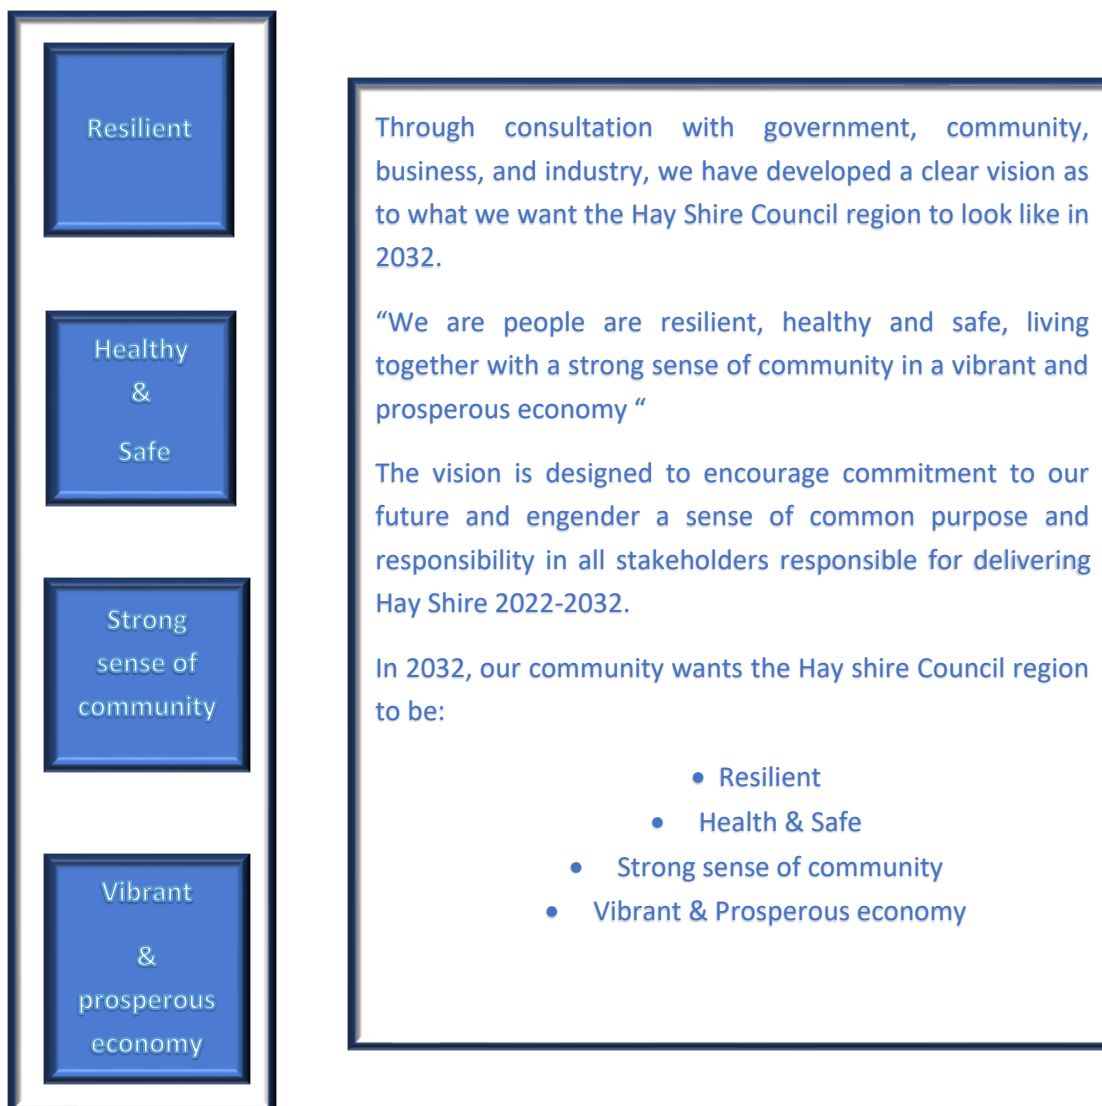 Resilient
Healthy
&
Safe
Strong
sense of
community
Vibrant
&
prosperous
economy
Through consultation with government, community,
business, and industry, we have developed a clear vision as
to what we want the Hay Shire Council region to look like in
2032.
“We are people are resilient, healthy and safe, living
together with a strong sense of community in a vibrant and
prosperous economy “
The vision is designed to encourage commitment to our
future and engender a sense of common purpose and
responsibility in all stakeholders responsible for delivering
Hay Shire 2022-2032.
In 2032, our community wants the Hay shire Council region
to be:
• Resilient
• Health & Safe
• Strong sense of community
• Vibrant & Prosperous economy